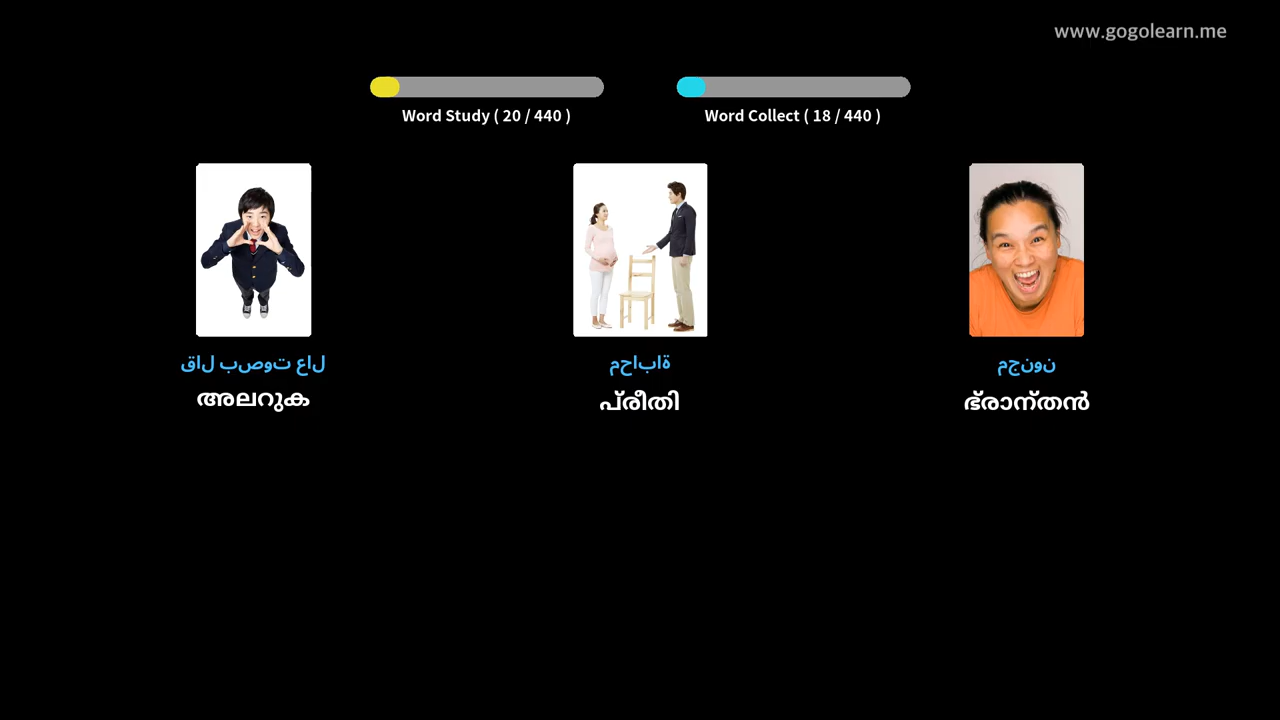 www.gogolearn.me
Word Study ( 20 / 440 )
Word Collect ( 18 / 440 )
قال بصوت عال
അലറുക
محاباة
പ്രീതി
مجنون
ഭ്രാന്തൻ